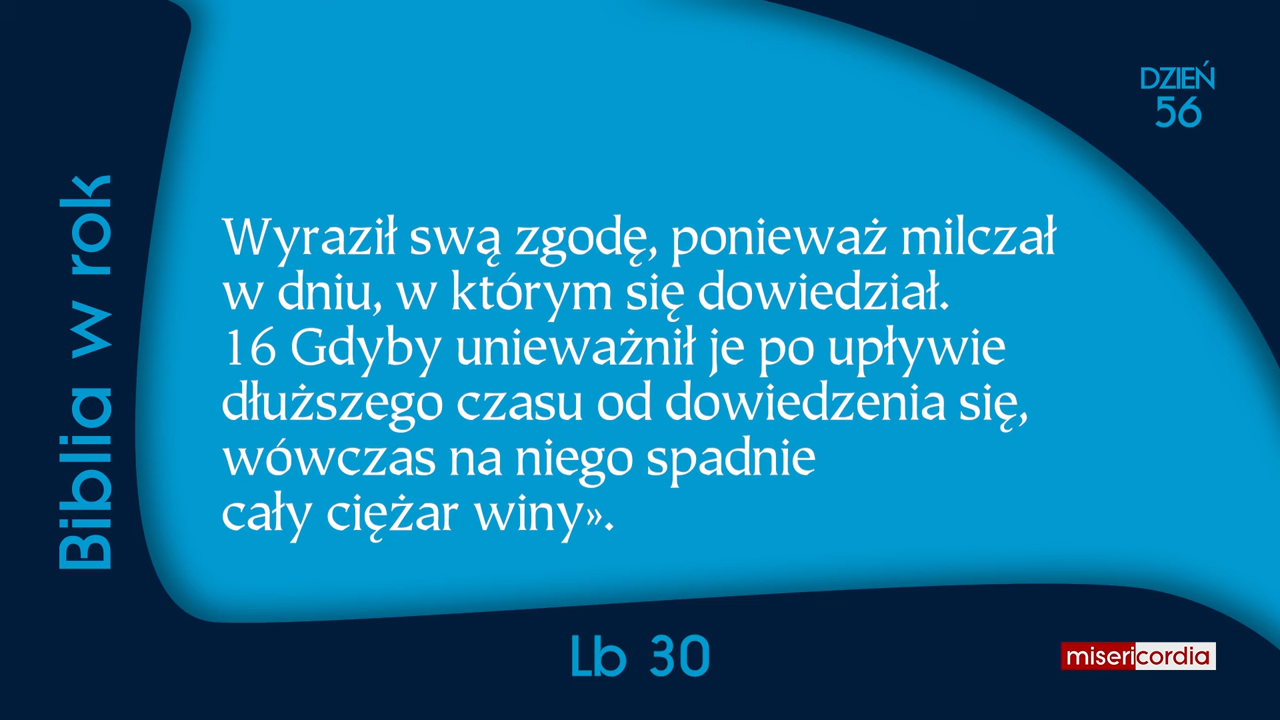 DZIEŃ
56
Biblia w rok
Wyraził swą zgodę, ponieważ milczał
w dniu, w którym się dowiedział.
16 Gdyby unieważnił je po upływie
dłuższego czasu od dowiedzenia się,
wówczas na niego spadnie
cały ciężar winy».
Lb 30
misericordia